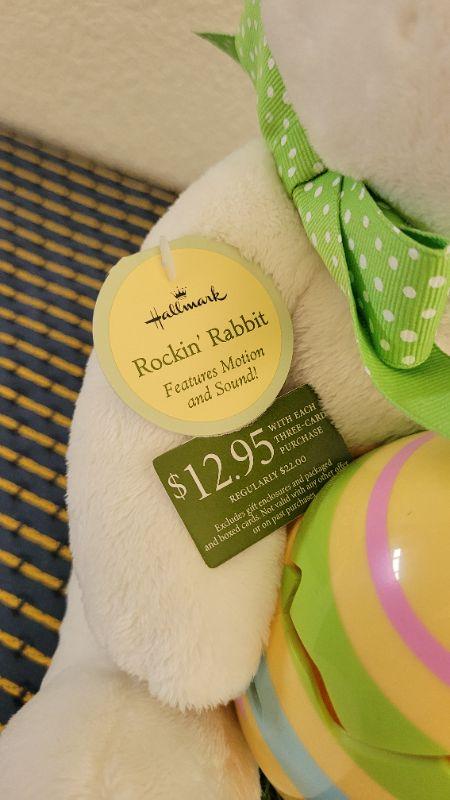 Hallmark
Rockin' Rabbit
Features Motion
and Sound!
$12.95 WITH EACH
THREE-CARD
PURCHASE
REGULARLY $22.00
Excludes gift enclosures and packaged
and boxed cards. Not valid with any other offer
or on past purchases.